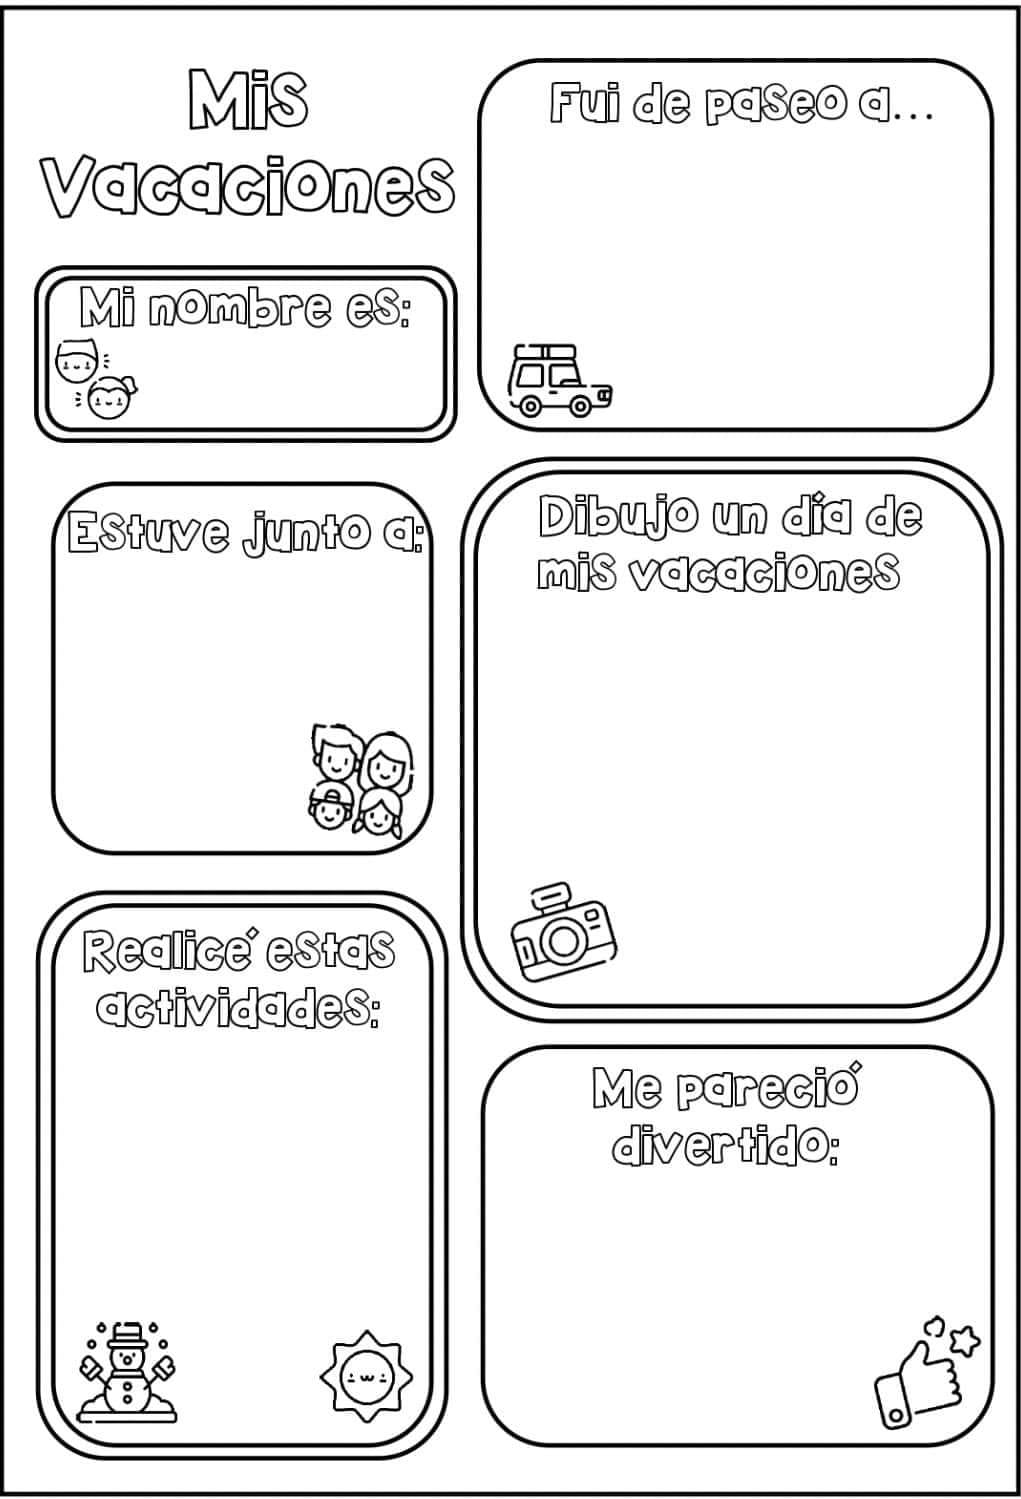 Mis
Vacaciones
Mi nombre es:
Fui de paseo a...
Estuve junto a:
Dibujo un día de
mis vacaciones
Realicé estas
actividades:
Me pareció
divertido: